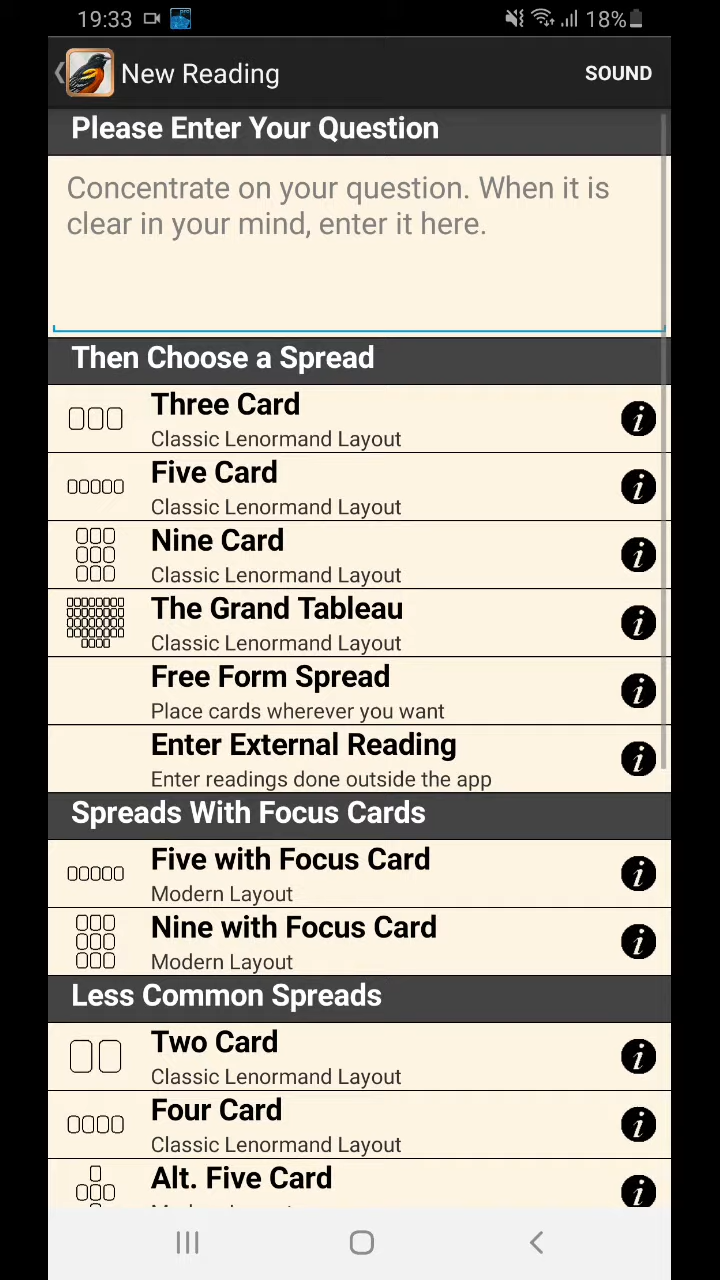 19:33
18%
New Reading
SOUND
Please Enter Your Question
Concentrate on your question. When it is
clear in your mind, enter it here.
Then Choose a Spread
Three Card
Classic Lenormand Layout
Five Card
Classic Lenormand Layout
Nine Card
Classic Lenormand Layout
The Grand Tableau
Classic Lenormand Layout
Free Form Spread
Place cards wherever you want
Enter External Reading
Enter readings done outside the app
Spreads With Focus Cards
Five with Focus Card
Modern Layout
Nine with Focus Card
Modern Layout
Less Common Spreads
Two Card
Classic Lenormand Layout
Four Card
Classic Lenormand Layout
Alt. Five Card